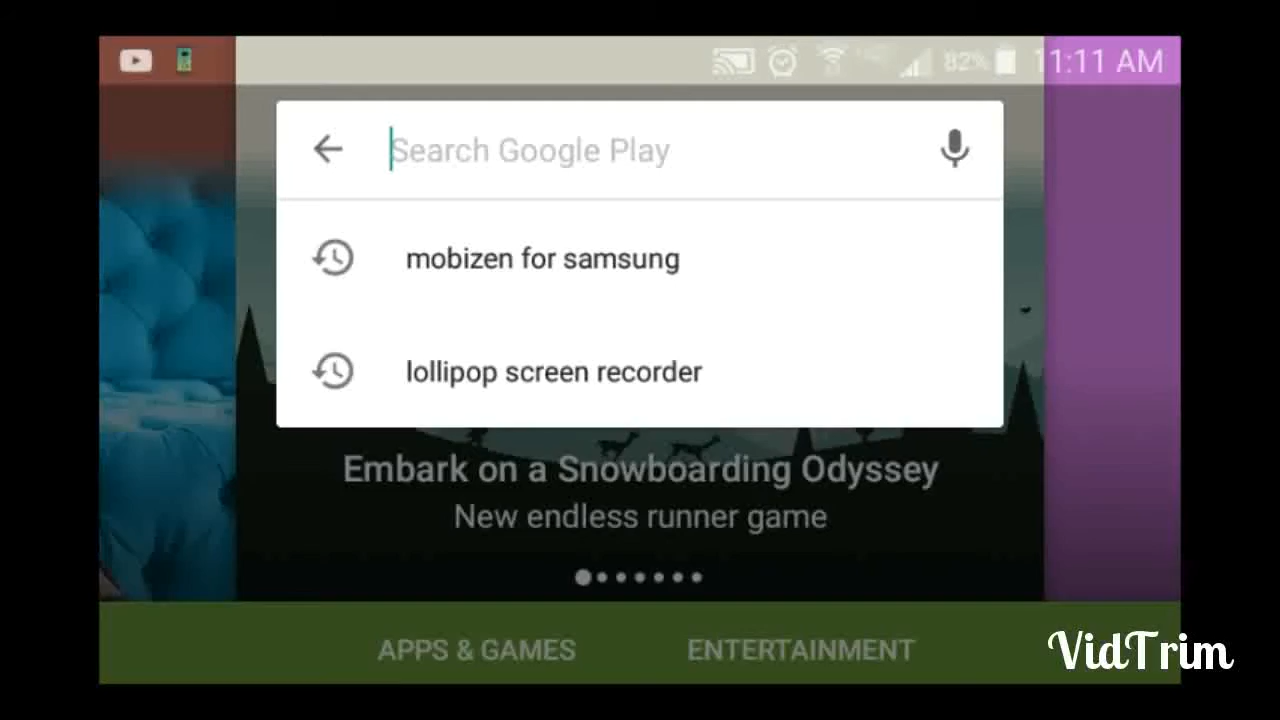 82% 11:11 AM
Search Google Play
mobizen for samsung
lollipop screen recorder
Embark on a Snowboarding Odyssey
New endless runner game
APPS & GAMES ENTERTAINMENT
VidTrim